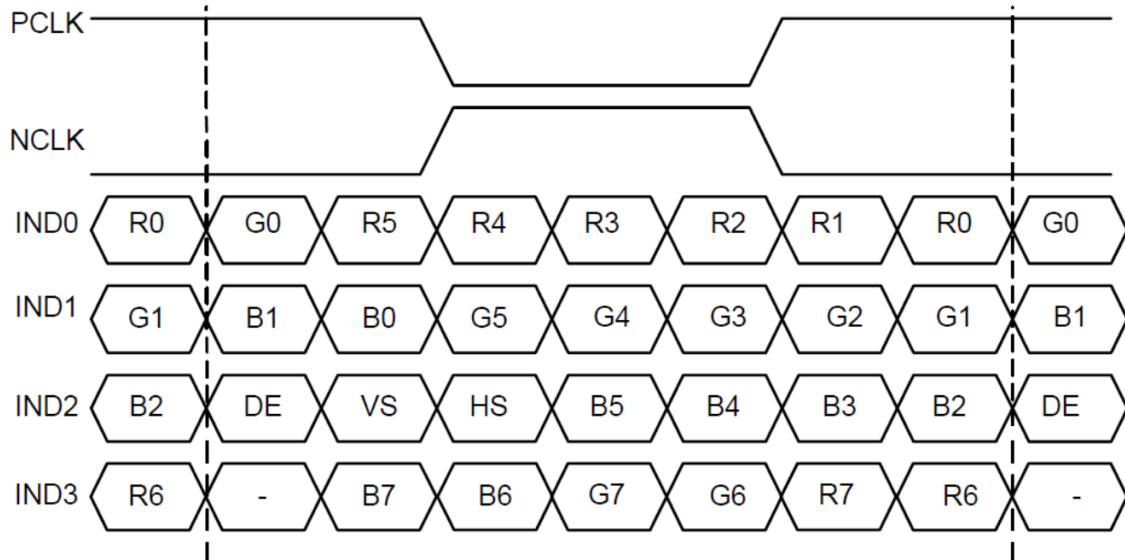 PCLK
NCLK
IND0 R0 G0 R5 R4 R3 R2 R1 R0 G0
IND1 G1 B1 B0 G5 G4 G3 G2 G1 B1
IND2 B2 DE VS HS B5 B4 B3 B2 DE
IND3 R6 - B7 B6 G7 G6 R7 R6 -